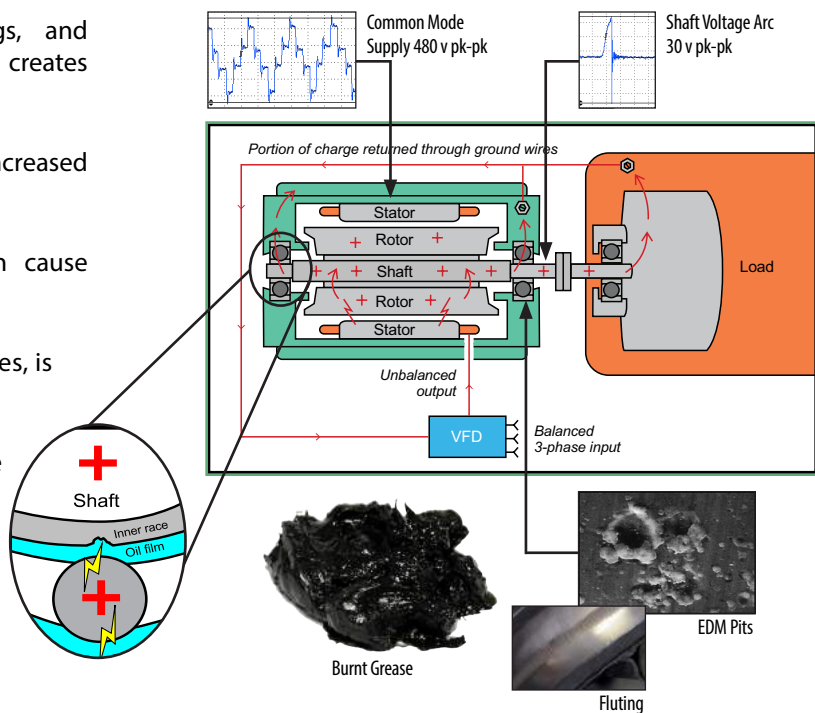 gs, and
creates
ncreased
n cause
es, is
e
Common Mode
Supply 480 v pk-pk
Shaft Voltage Arc
30 v pk-pk
Portion of charge returned through ground wires
Stator
Rotor
Shaft
Rotor
Stator
Load
Unbalanced
output
VFD
Balanced
3-phase input
Shaft
Inner race
Oil film
Burnt Grease
EDM Pits
Fluting